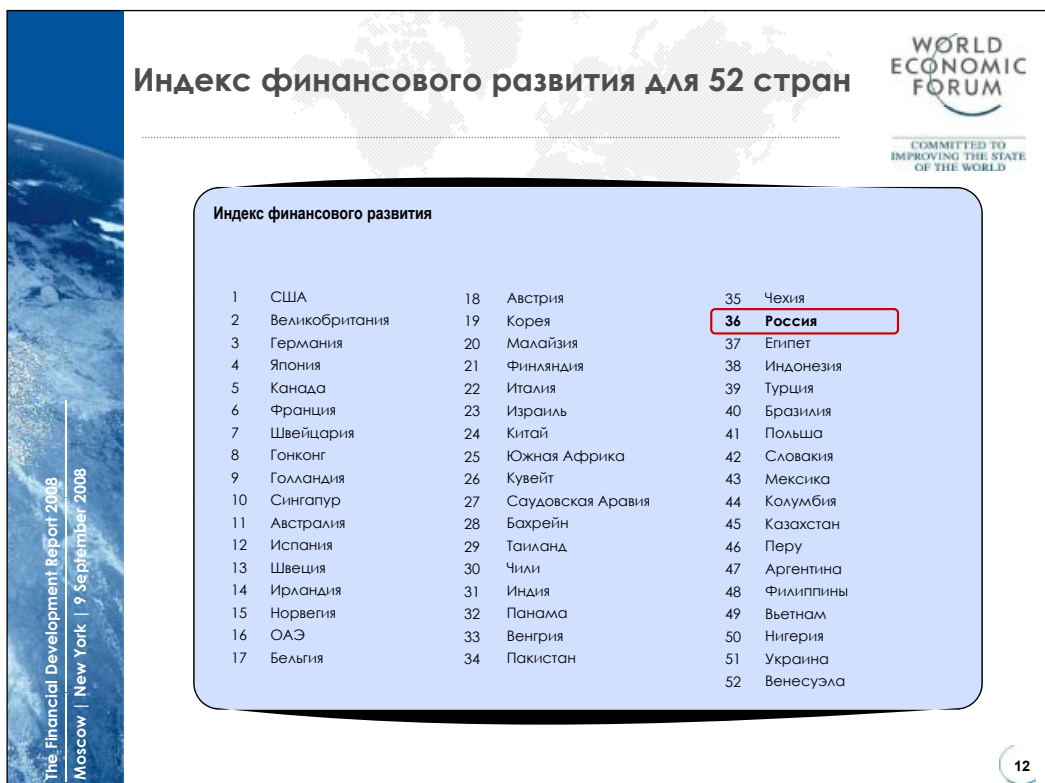 Индекс финансового развития для 52 стран
WORLD
ECONOMIC
FORUM
COMMITTED TO
IMPROVING THE STATE
OF THE WORLD
Индекс финансового развития
1 США
2 Великобритания
3 Германия
4 Япония
5 Канада
6 Франция
7 Швейцария
8 Гонконг
9 Голландия
10 Сингапур
11 Австралия
12 Испания
13 Швеция
14 Ирландия
15 Норвегия
16 ОАЭ
17 Бельгия
18 Австрия
19 Корея
20 Малайзия
21 Финляндия
22 Италия
23 Израиль
24 Китай
25 Южная Африка
26 Кувейт
27 Саудовская Аравия
28 Бахрейн
29 Таиланд
30 Чили
31 Индия
32 Панама
33 Венгрия
34 Пакистан
35 Чехия
36 Россия
37 Египет
38 Индонезия
39 Турция
40 Бразилия
41 Польша
42 Словакия
43 Мексика
44 Колумбия
45 Казахстан
46 Перу
47 Аргентина
48 Филиппины
49 Вьетнам
50 Нигерия
51 Украина
52 Венесуэла
The Financial Development Report 2008
Moscow | New York | 9 September 2008
12